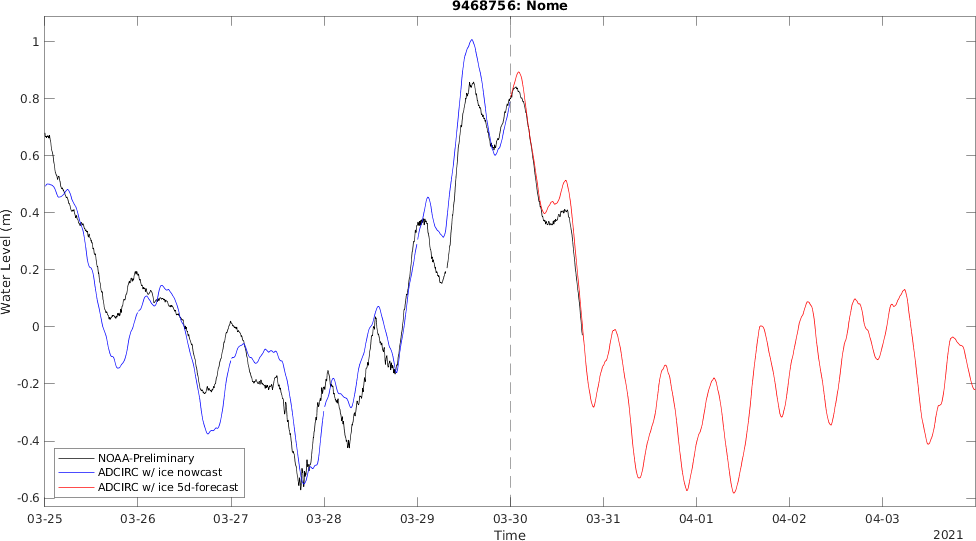 9468756: Nome
Water Level (m)
1
0.8
0.6
0.4
0.2
0
-0.2
-0.4
-0.6
NOAA-Preliminary
ADCIRC w/ ice nowcast
ADCIRC w/ ice 5d-forecast
03-25 03-26 03-27 03-28 03-29 03-30 03-31 04-01 04-02 04-03
Time
2021